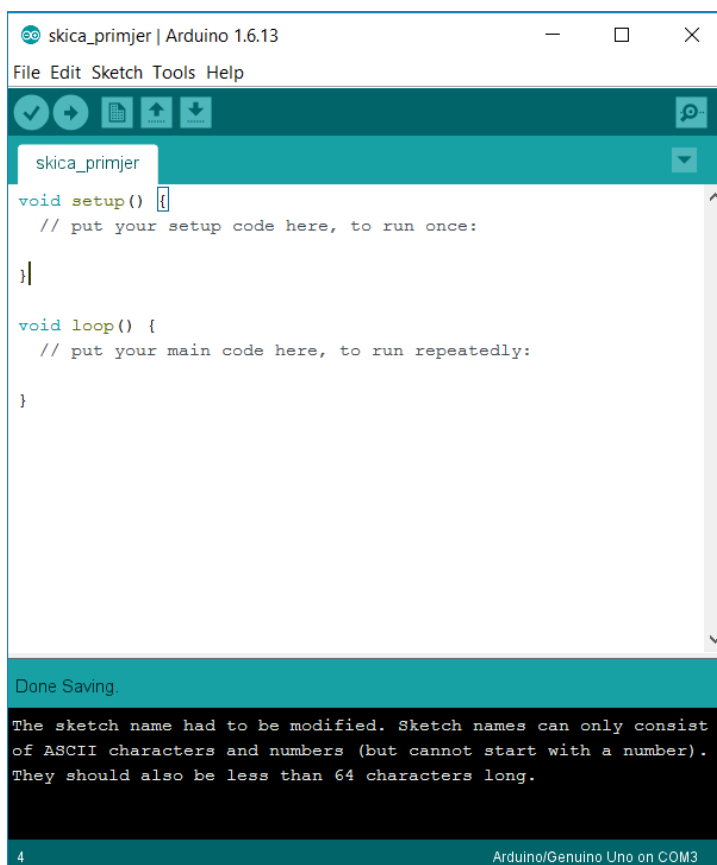 skica_primjer | Arduino 1.6.13
File Edit Sketch Tools Help
skica_primjer
void setup() {
// put your setup code here, to run once:
}
void loop() {
// put your main code here, to run repeatedly:
}
Done Saving.
The sketch name had to be modified. Sketch names can only consist
of ASCII characters and numbers (but cannot start with a number).
They should also be less than 64 characters long.
4 Arduino/Genuino Uno on COM3